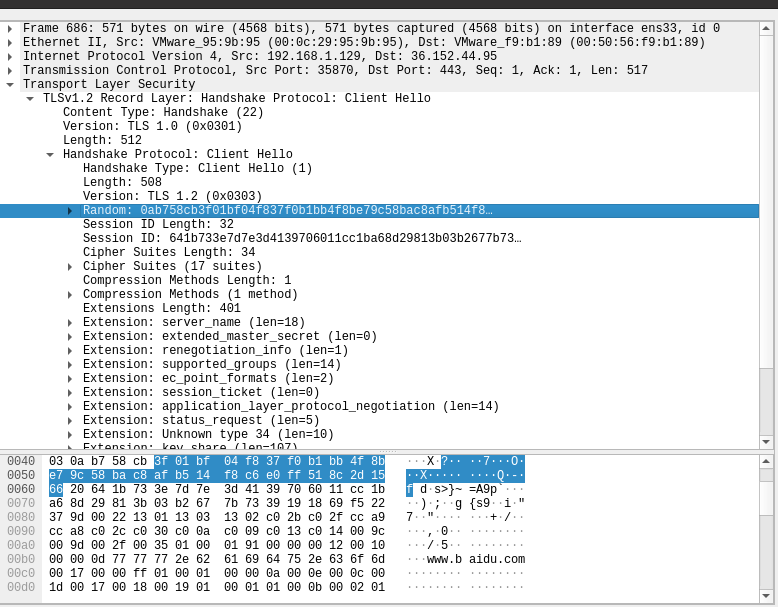 Frame 686: 571 bytes on wire (4568 bits), 571 bytes captured (4568 bits) on interface ens33, id 0
Ethernet II, Src: VMware_95:9b:95 (00:0c:29:95:9b:95), Dst: VMware_f9:b1:89 (00:50:56:f9:b1:89)
Internet Protocol Version 4, Src: 192.168.1.129, Dst: 36.152.44.95
Transmission Control Protocol, Src Port: 35870, Dst Port: 443, Seq: 1, Ack: 1, Len: 517
Transport Layer Security
TLSv1.2 Record Layer: Handshake Protocol: Client Hello
Content Type: Handshake (22)
Version: TLS 1.0 (0x0301)
Length: 512
Handshake Protocol: Client Hello
Handshake Type: Client Hello (1)
Length: 508
Version: TLS 1.2 (0x0303)
Random: 0ab758cb3f01bf04f837f0b1bb4f8be79c58bac8afb514f8…
Session ID Length: 32
Session ID: 641b733e7d7e3d4139706011cc1ba68d29813b03b2677b73…
Cipher Suites Length: 34
Cipher Suites (17 suites)
Compression Methods Length: 1
Compression Methods (1 method)
Extensions Length: 401
Extension: server_name (len=18)
Extension: extended_master_secret (len=0)
Extension: renegotiation_info (len=1)
Extension: supported_groups (len=14)
Extension: ec_point_formats (len=2)
Extension: session_ticket (len=0)
Extension: application_layer_protocol_negotiation (len=14)
Extension: status_request (len=5)
Extension: Unknown type 34 (len=10)
Extension: key_share (len=107)
0040 03 0a b7 58 cb 3f 01 bf 04 f8 37 f0 b1 bb 4f 8b ···X·?·· ··7···O·
0050 e7 9c 58 ba c8 af b5 14 f8 c6 e0 ff 51 8c 2d 15 ··X····· ····Q·-·
0060 66 20 64 1b 73 3e 7d 7e 3d 41 39 70 60 11 cc 1b f d·s>}~ =A9p`···
0070 a6 8d 29 81 3b 03 b2 67 7b 73 39 19 18 69 f5 22 ··)·;··g {s9··i·"
0080 37 9d 00 22 13 01 13 03 13 02 c0 2b c0 2f cc a9 7··"···· ···+·/··
0090 cc a8 c0 2c c0 30 c0 0a c0 09 c0 13 c0 14 00 9c ···,·0·· ········
00a0 00 9d 00 2f 00 35 01 00 01 91 00 00 00 12 00 10 ···/·5·· ········
00b0 00 00 0d 77 77 77 2e 62 61 69 64 75 2e 63 6f 6d ···www.b aidu.com
00c0 00 17 00 00 ff 01 00 01 00 00 0a 00 0e 00 0c 00 ········ ········
00d0 1d 00 17 00 18 00 19 01 00 01 01 00 0b 00 02 01 ········ ········